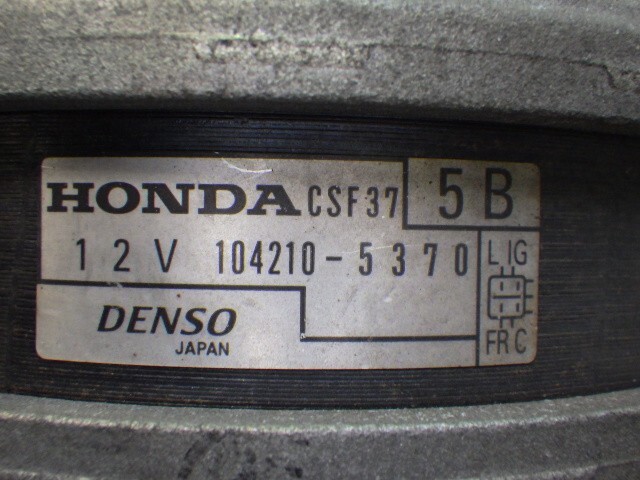 HONDA CSF37 5B
12V 104210-5370
L IG
DENSO
JAPAN
FR C